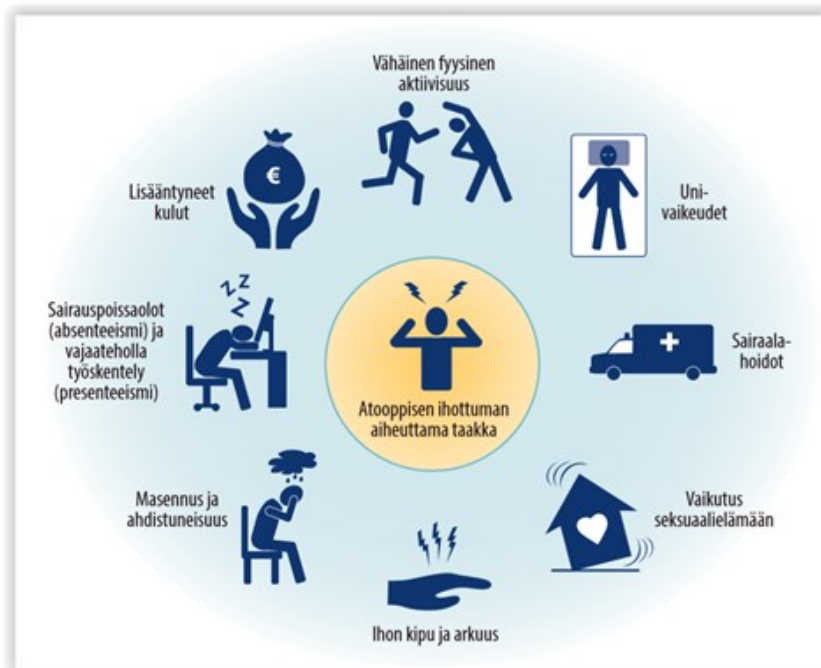 Vähäinen fyysinen
aktiivisuus
Lisääntyneet
kulut
€
Uni-
vaikeudet
Sairauspoissaolot
(absenteeismi) ja
vajaateholla
työskentely
(presenteeismi)
Z Z
Z
Z
Atooppisen ihottuman
aiheuttama taakka
Sairaala-
hoidot
Masennus ja
ahdistuneisuus
Vaikutus
seksuaalielämään
Ihon kipu ja arkuus